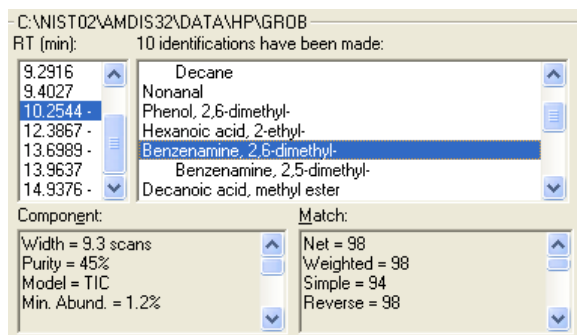 C:\NIST02\AMDIS32\DATA\HP\GROB
RT (min):
10 identifications have been made:
9.2916
9.4027
10.2544 -
12.3867 -
13.6989 -
13.9637
14.9376 -
Decane
Nonanal
Phenol, 2,6-dimethyl-
Hexanoic acid, 2-ethyl-
Benzenamine, 2,6-dimethyl-
Benzenamine, 2,5-dimethyl-
Decanoic acid, methyl ester
Component:
Width = 9.3 scans
Purity = 45%
Model = TIC
Min. Abund. = 1.2%
Match:
Net = 98
Weighted = 98
Simple = 94
Reverse = 98